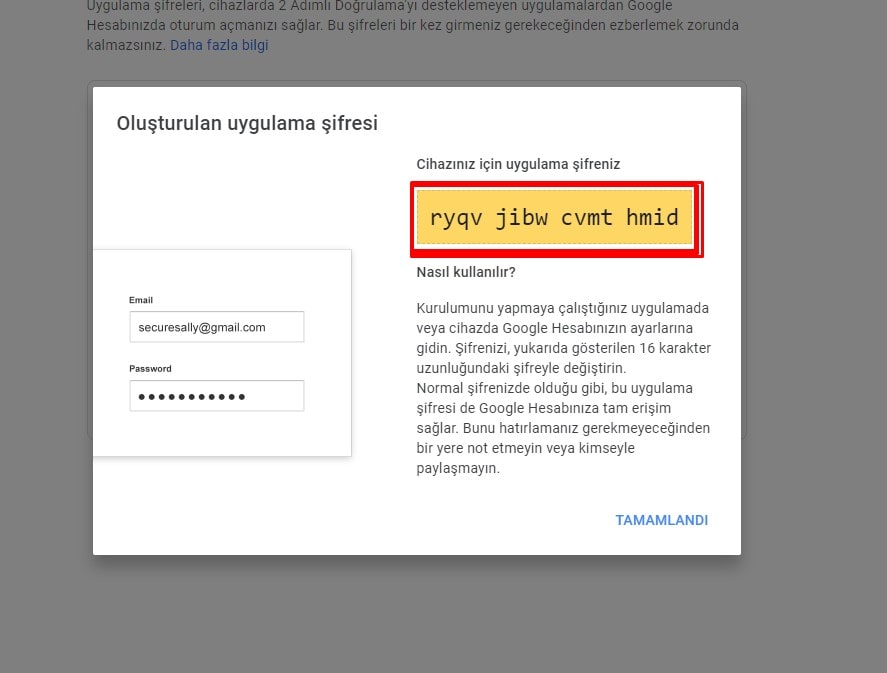 Uygulama şifreleri, cihazlarda 2 Adımlı Doğrulama'yı desteklemeyen uygulamalardan Google
Hesabınızda oturum açmanızı sağlar. Bu şifreleri bir kez girmeniz gerekeceğinden ezberlemek zorunda
kalmazsınız. Daha fazla bilgi
Oluşturulan uygulama şifresi
Cihazınız için uygulama şifreniz
ryqv jibw cvmt hmid
Email
securesally@gmail.com
Password
●●●●●●●●●●●
Nasıl kullanılır?
Kurulumunu yapmaya çalıştığınız uygulamada
veya cihazda Google Hesabınızın ayarlarına
gidin. Şifrenizi, yukarıda gösterilen 16 karakter
uzunluğundaki şifreyle değiştirin.
Normal şifrenizde olduğu gibi, bu uygulama
şifresi de Google Hesabınıza tam erişim
sağlar. Bunu hatırlamanız gerekmeyeceğinden
bir yere not etmeyin veya kimseyle
paylaşmayın.
TAMAMLANDI